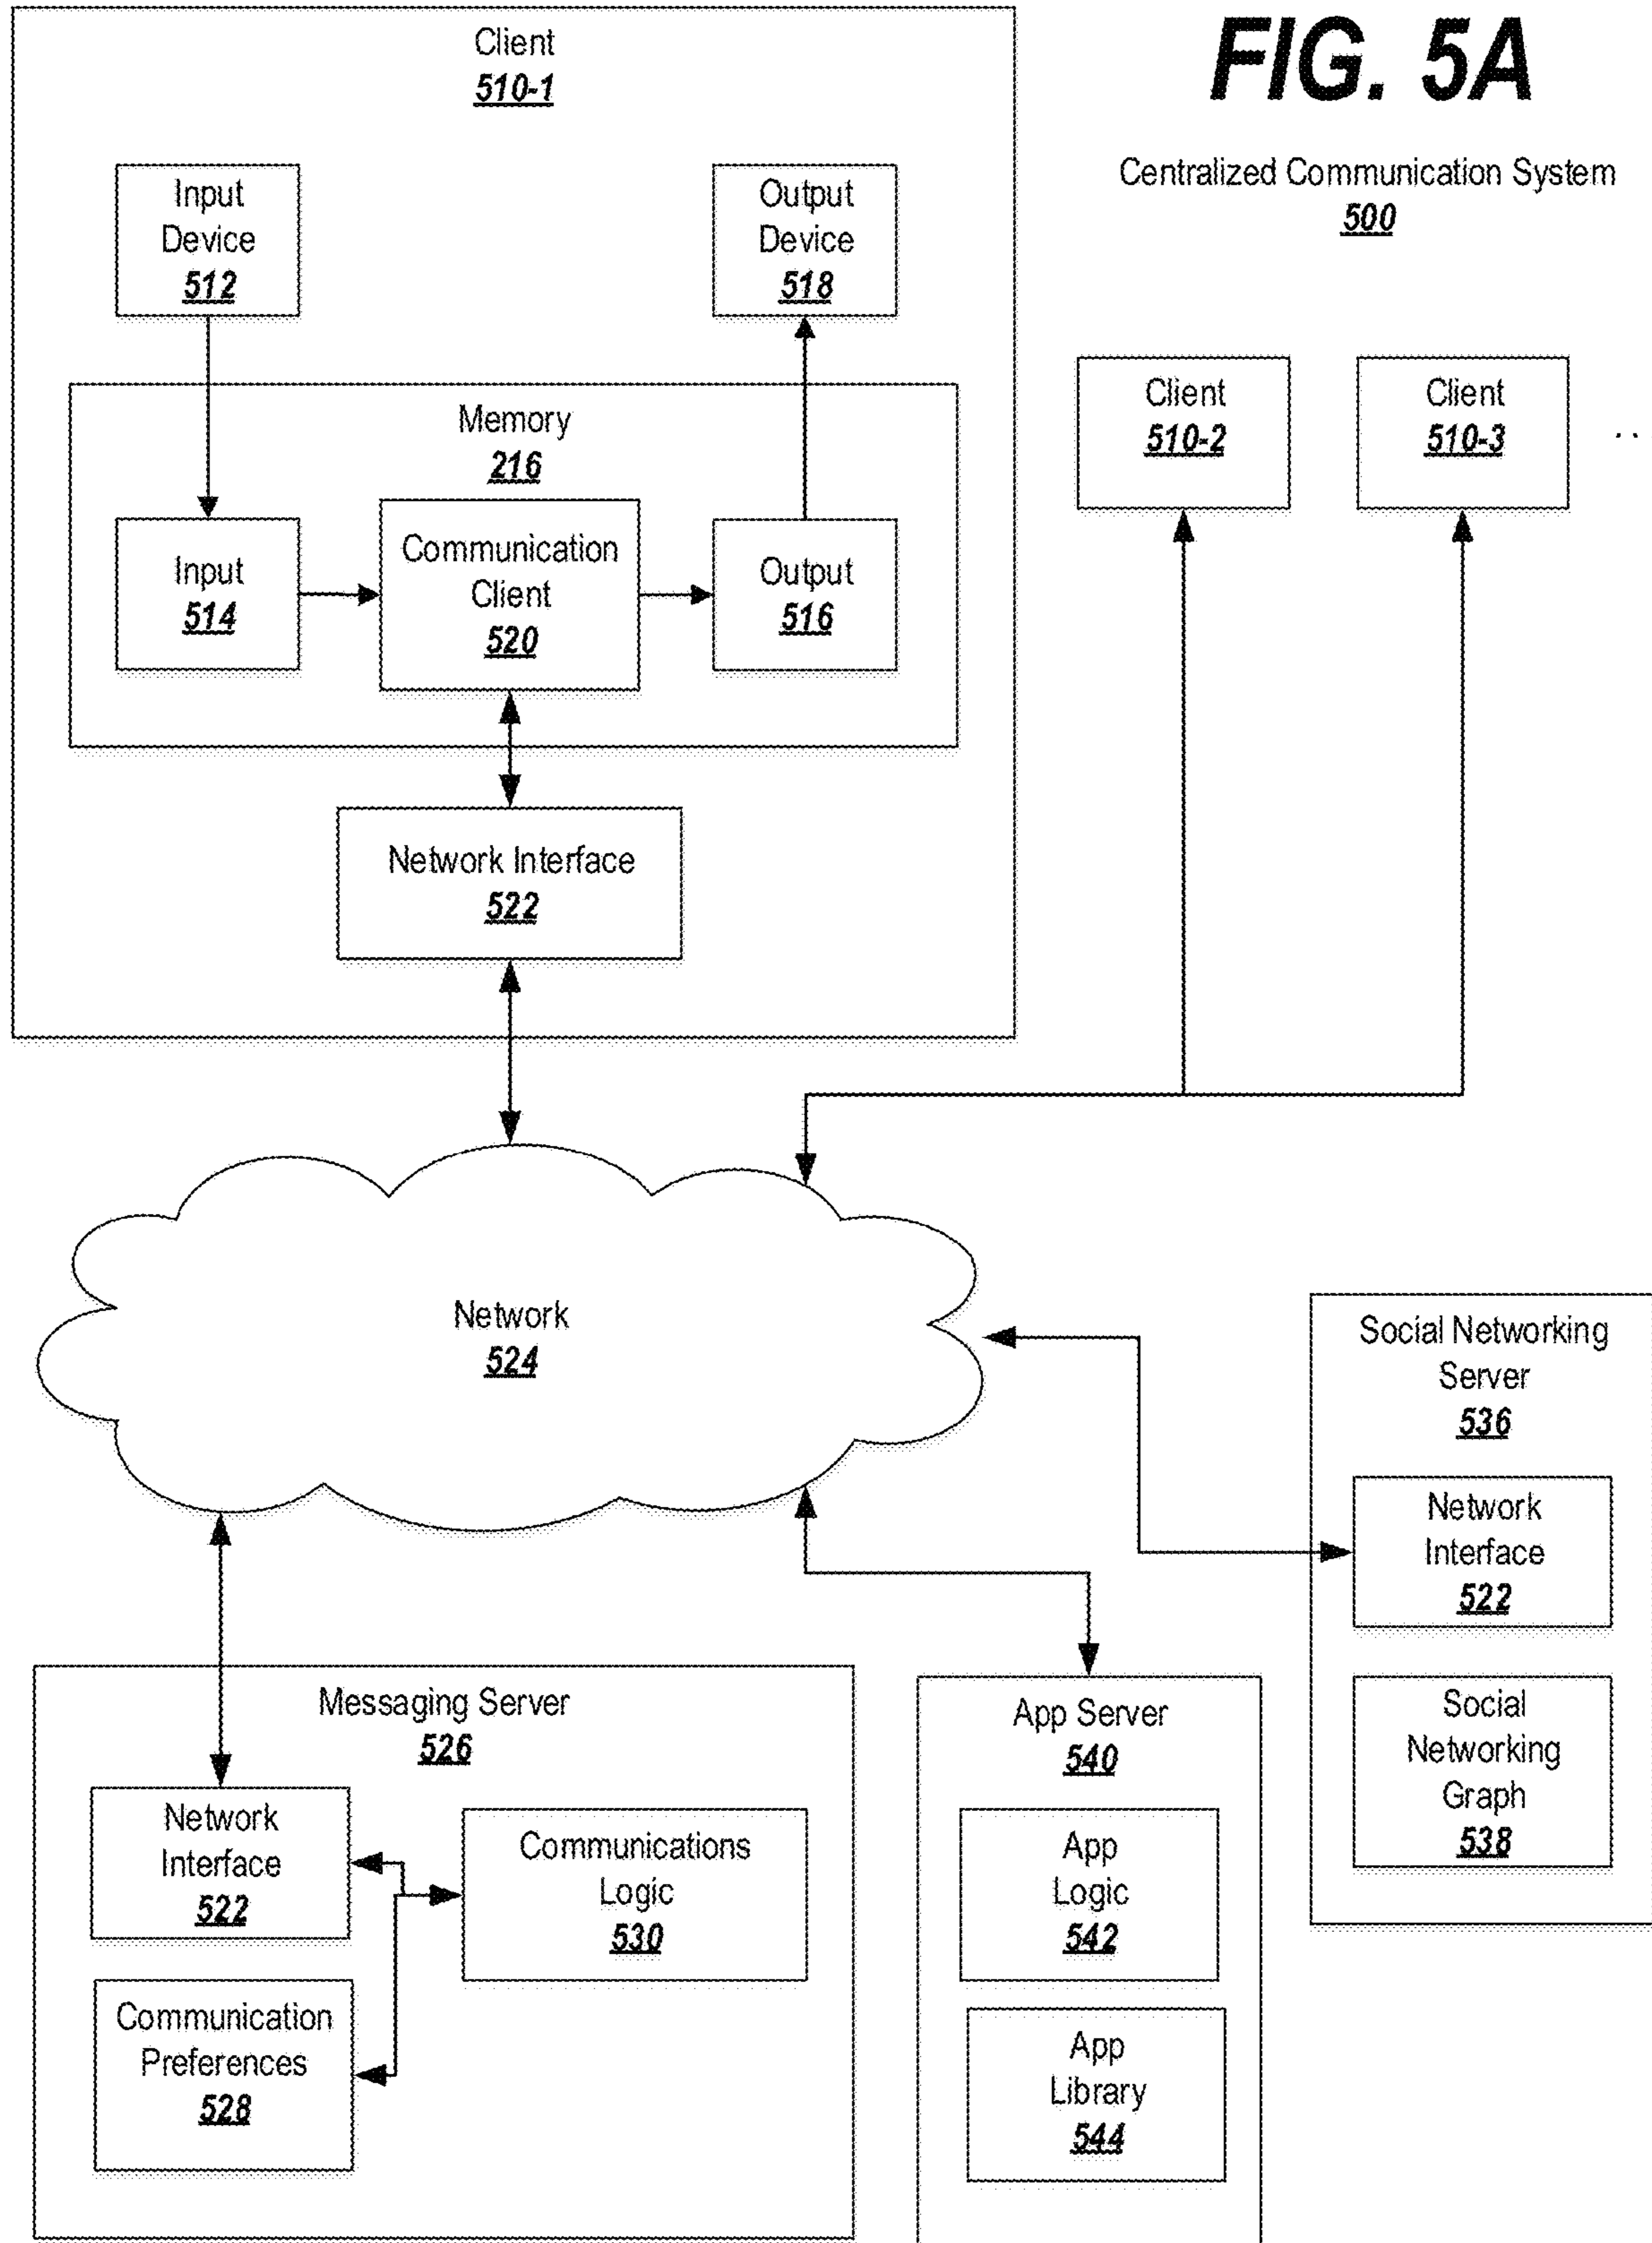 FIG. 5A
Centralized Communication System
500
Client
510-1
Input
Device
512
Output
Device
518
Memory
216
Input
514
Communication
Client
520
Output
516
Network Interface
522
Client
510-2
Client
510-3
..
Network
524
Social Networking
Server
536
Network
Interface
522
Social
Networking
Graph
538
Messaging Server
526
Network
Interface
522
Communications
Logic
530
Communication
Preferences
528
App Server
540
App
Logic
542
App
Library
544